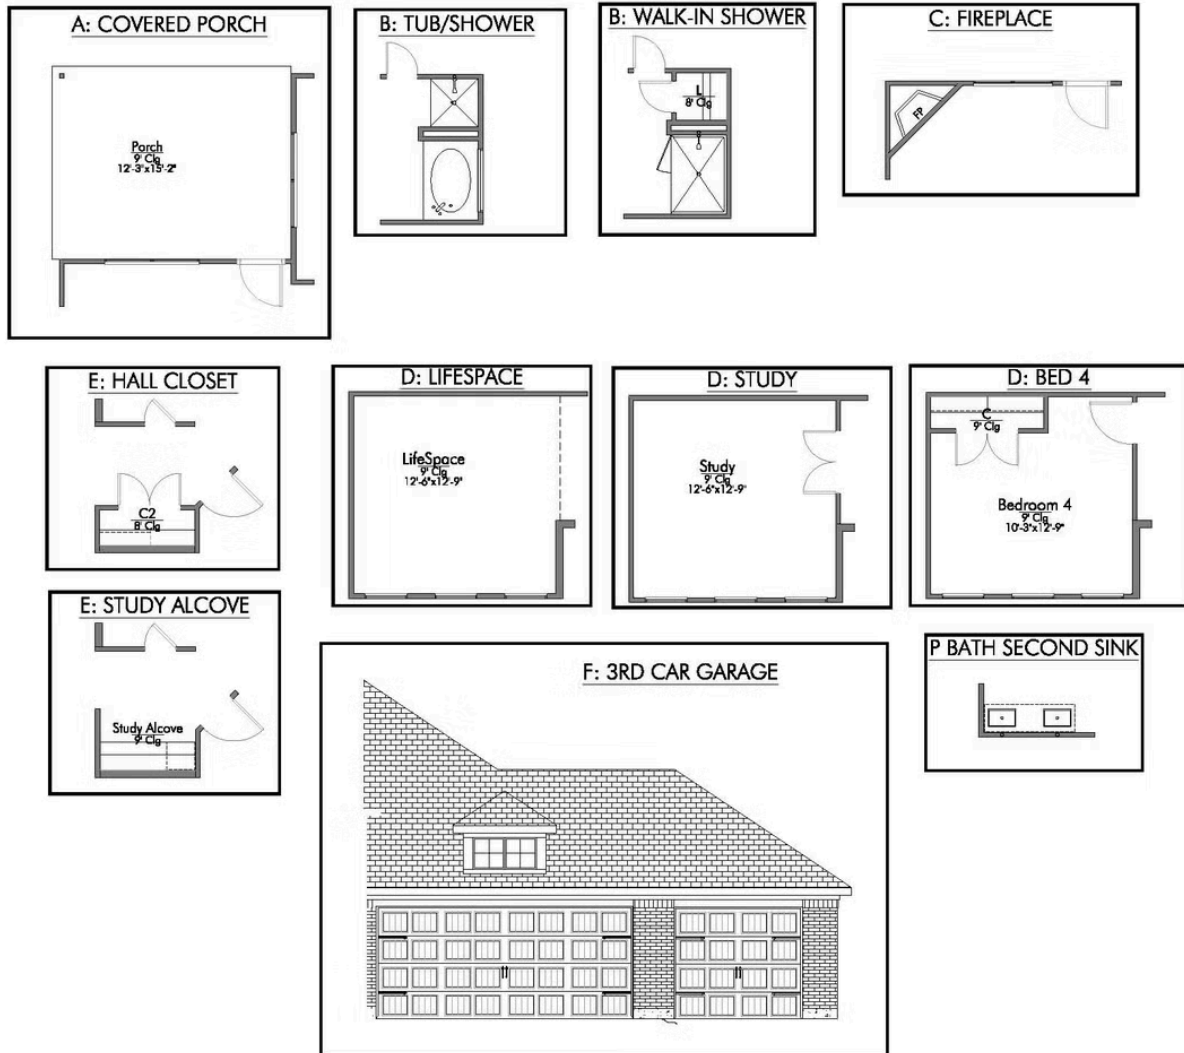 A: COVERED PORCH
Porch
9' Clg
12'-3"x15'-2"
B: TUB/SHOWER
B: WALK-IN SHOWER
L
8' Clg
C: FIREPLACE
FP
E: HALL CLOSET
C2
8' Clg
D: LIFESPACE
LifeSpace
9' Clg
12'-6"x12'-9"
D: STUDY
Study
9' Clg
12'-6"x12'-9"
D: BED 4
C
9' Clg
Bedroom 4
9' Clg
10'-3"x12'-9"
E: STUDY ALCOVE
Study Alcove
9' Clg
F: 3RD CAR GARAGE
P BATH SECOND SINK